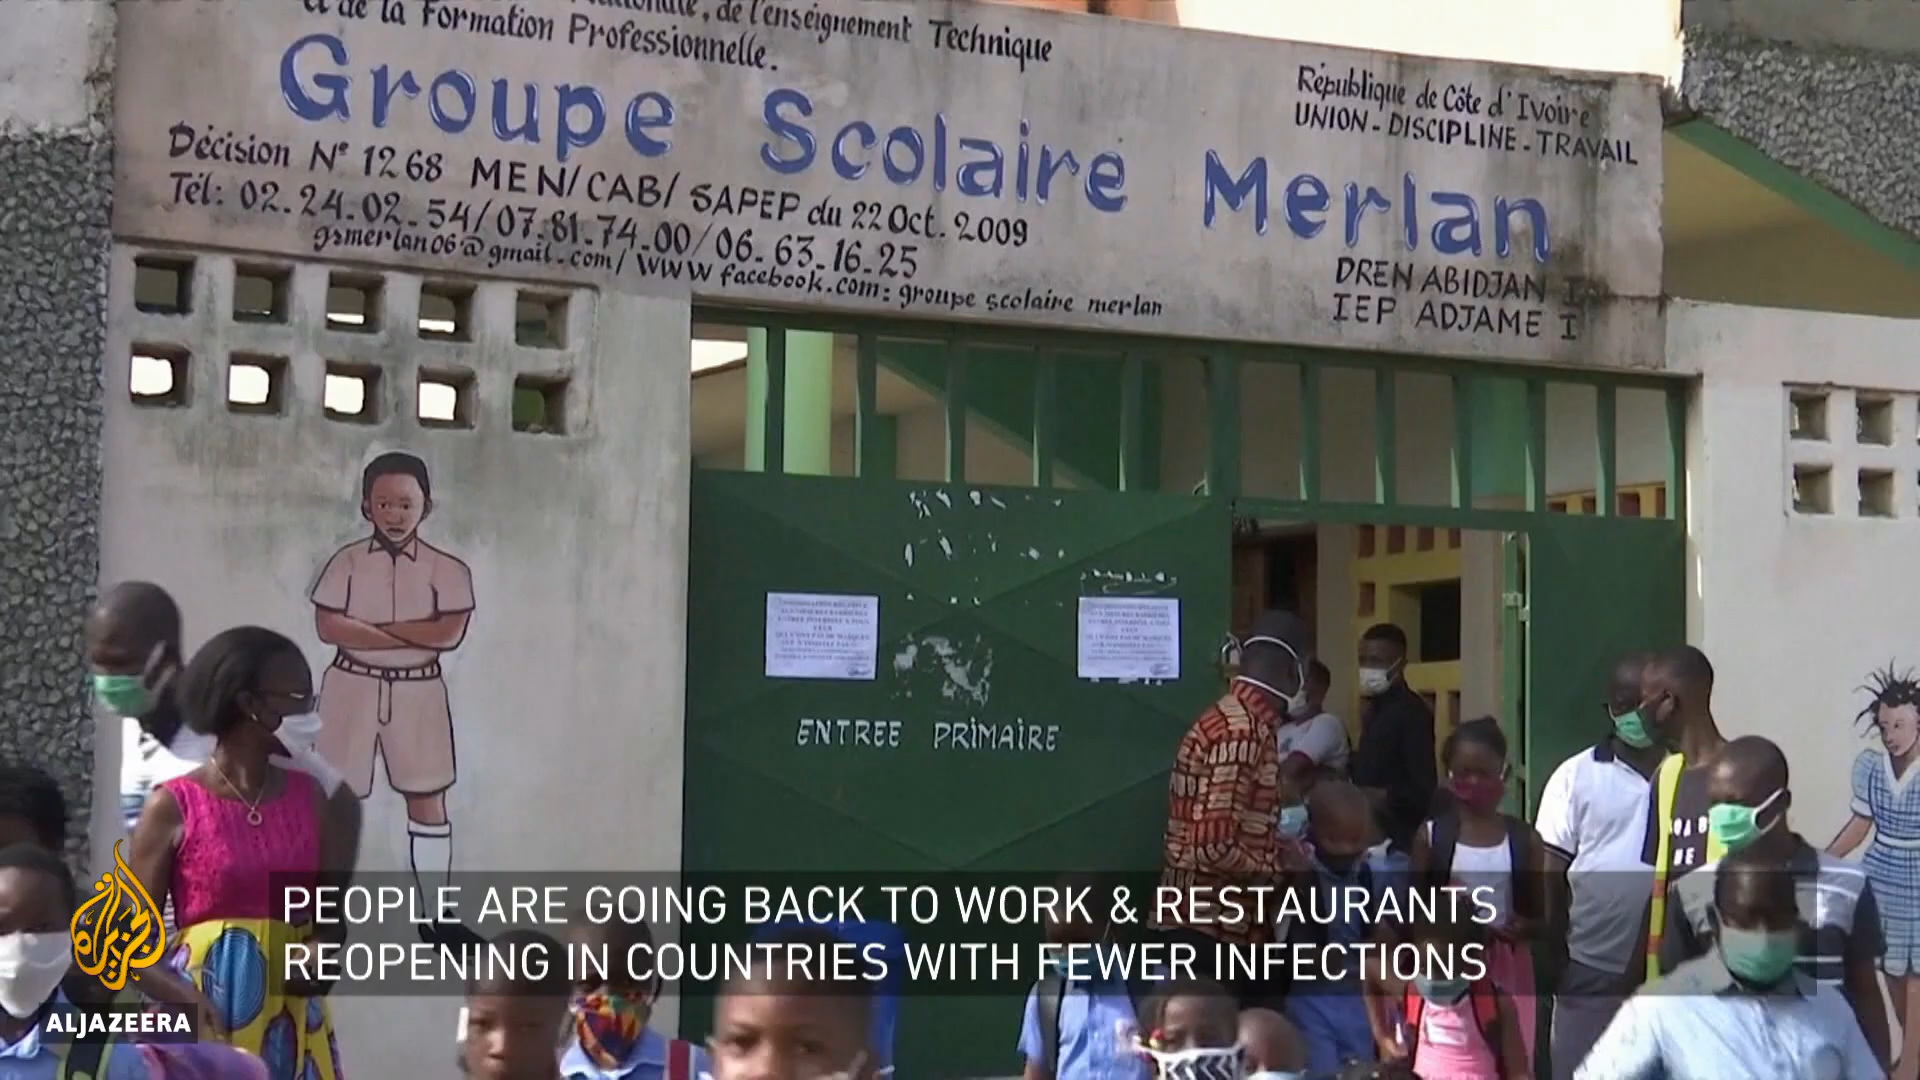 nationale, de l'enseignement Technique
et de la Formation Professionnelle.
Groupe Scolaire Merlan
République de Côte d'Ivoire
UNION - DISCIPLINE - TRAVAIL
Décision N° 1268 MEN/CAB/ SAPEP du 22 Oct. 2009
Tél: 02.24.02.54/07.81.74.00/06.63.16.25
gsmerlan06@gmail.com/ WWW facebook.com: groupe scolaire merlan
DREN ABIDJAN I
IEP ADJAME I
ENTREE PRIMAIRE
PEOPLE ARE GOING BACK TO WORK & RESTAURANTS
REOPENING IN COUNTRIES WITH FEWER INFECTIONS
ALJAZEERA